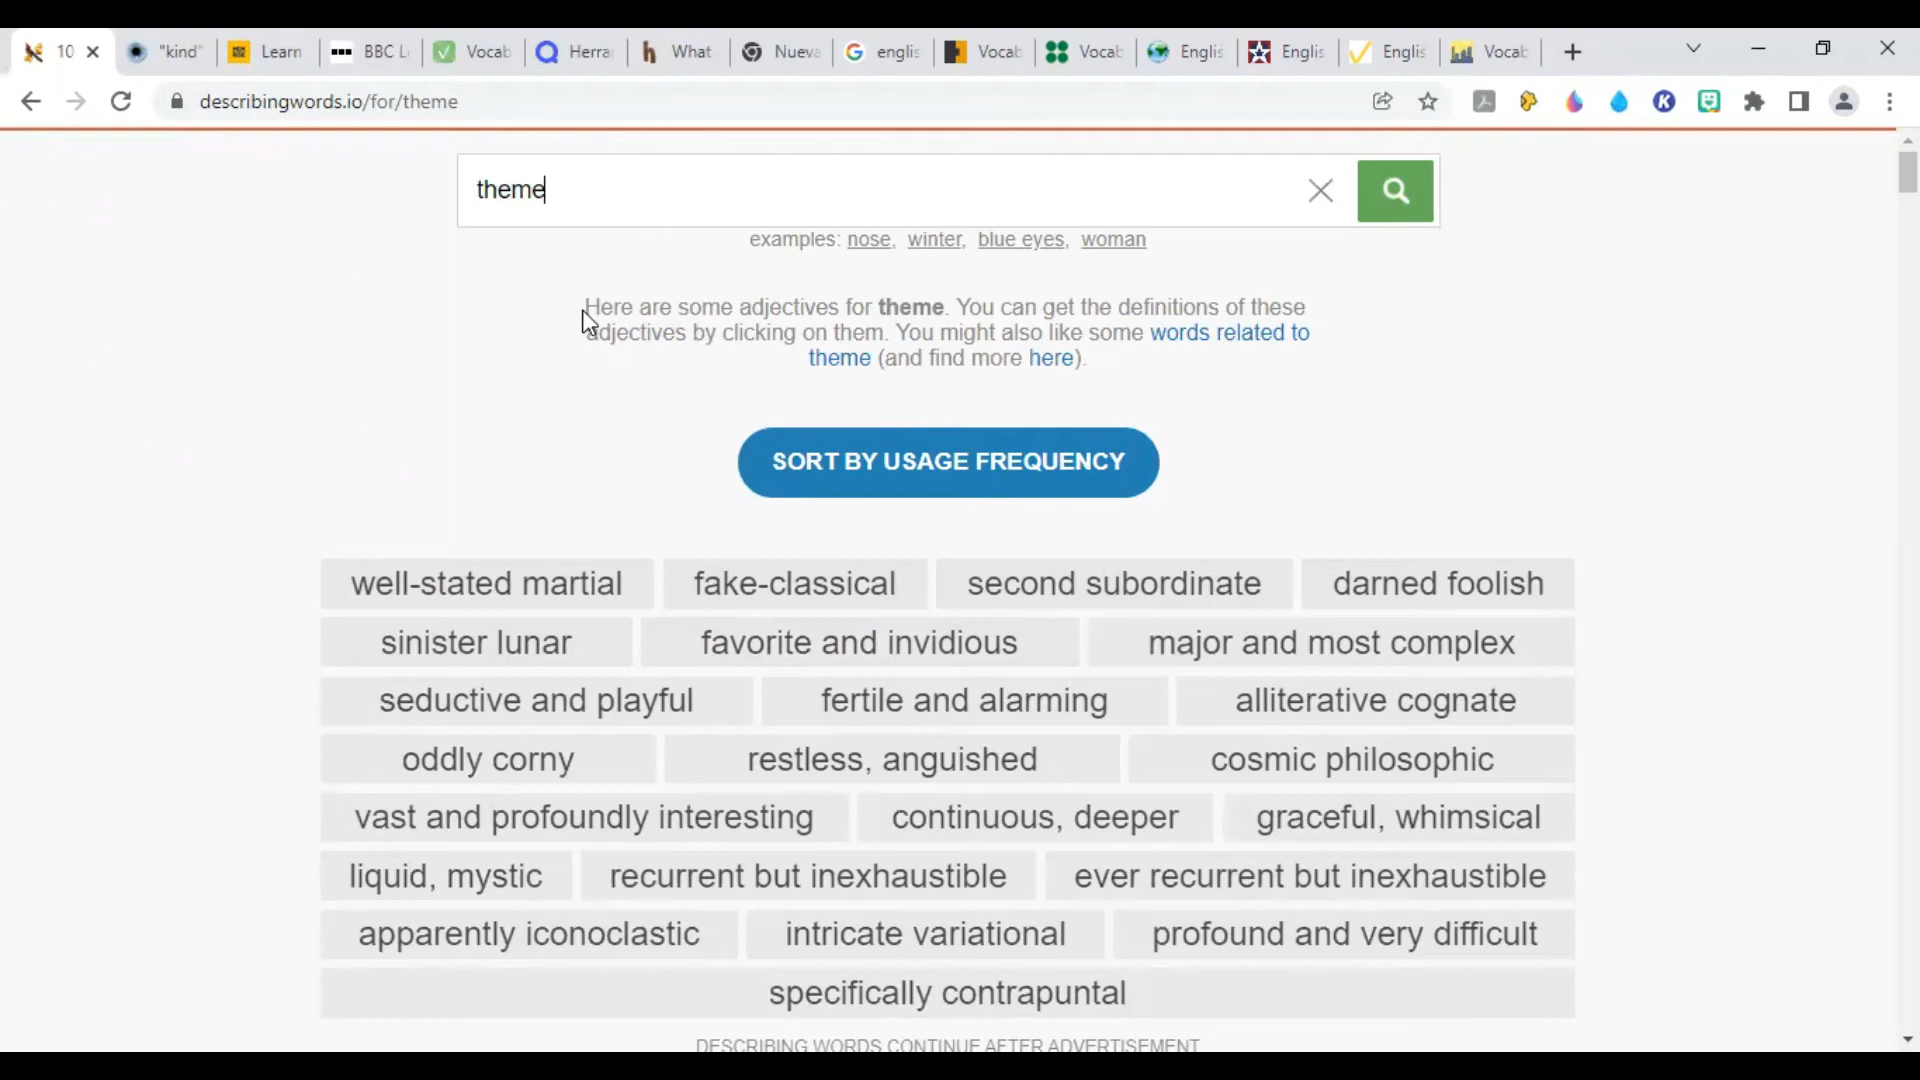 10 "kind" Learn BBC L Vocab Herra What Nueva englis Vocab Vocab Englis Englis Englis Vocab
describingwords.io/for/theme
theme
examples: nose, winter, blue eyes, woman
Here are some adjectives for theme. You can get the definitions of these
adjectives by clicking on them. You might also like some words related to
theme (and find more here).
SORT BY USAGE FREQUENCY
well-stated martial fake-classical second subordinate darned foolish
sinister lunar favorite and invidious major and most complex
seductive and playful fertile and alarming alliterative cognate
oddly corny restless, anguished cosmic philosophic
vast and profoundly interesting continuous, deeper graceful, whimsical
liquid, mystic recurrent but inexhaustible ever recurrent but inexhaustible
apparently iconoclastic intricate variational profound and very difficult
specifically contrapuntal
DESCRIBING WORDS CONTINUE AFTER ADVERTISEMENT